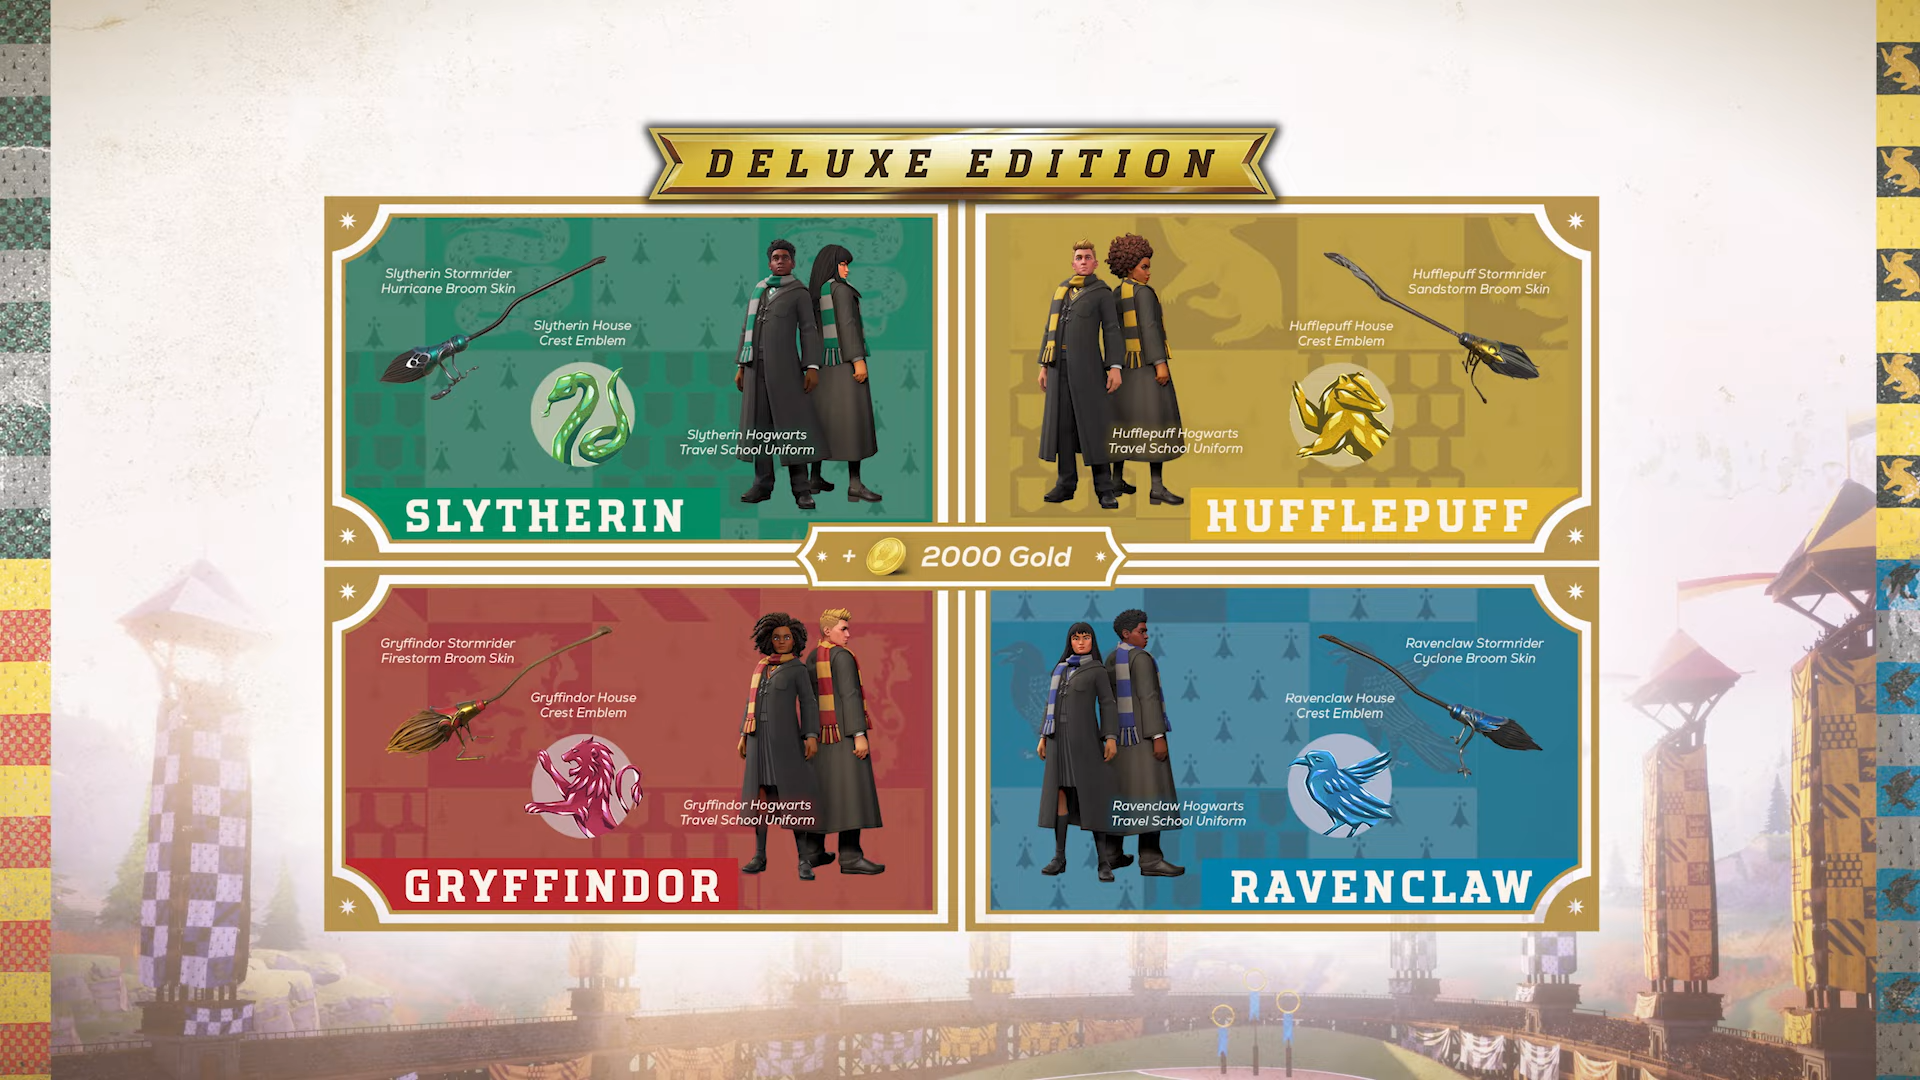 DELUXE EDITION
Slytherin Stormrider
Hurricane Broom Skin
Slytherin House
Crest Emblem
Slytherin Hogwarts
Travel School Uniform
SLYTHERIN
Hufflepuff Stormrider
Sandstorm Broom Skin
Hufflepuff House
Crest Emblem
Hufflepuff Hogwarts
Travel School Uniform
HUFFLEPUFF
+ 2000 Gold
Gryffindor Stormrider
Firestorm Broom Skin
Gryffindor House
Crest Emblem
Gryffindor Hogwarts
Travel School Uniform
GRYFFINDOR
Ravenclaw Stormrider
Cyclone Broom Skin
Ravenclaw House
Crest Emblem
Ravenclaw Hogwarts
Travel School Uniform
RAVENCLAW